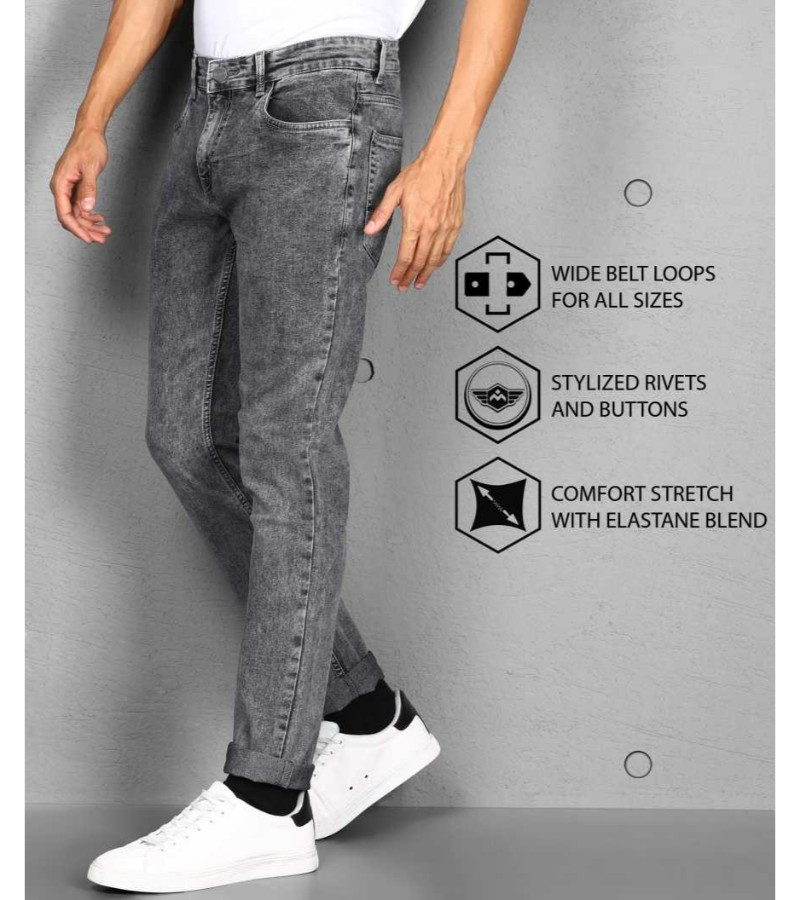 WIDE BELT LOOPS
FOR ALL SIZES
STYLIZED RIVETS
AND BUTTONS
COMFORT STRETCH
WITH ELASTANE BLEND